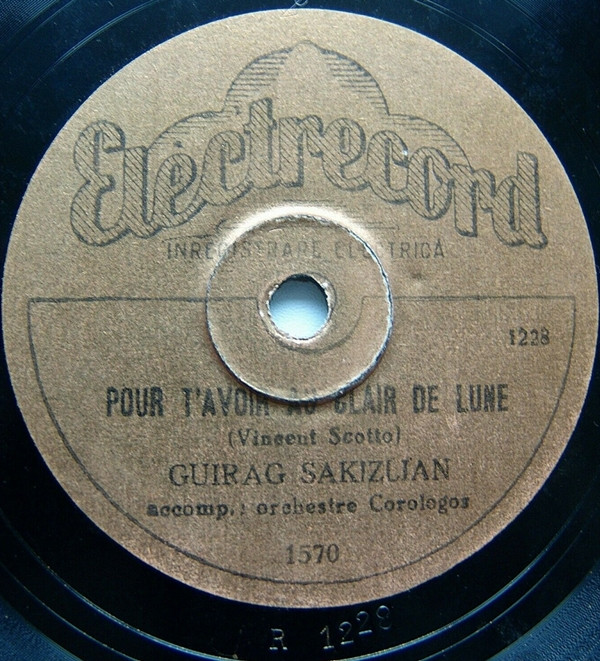 Electrecord
INREGISTRARE ELECTRICA
1228
POUR T'AVOIR AU CLAIR DE LUNE
(Vincent Scotto)
GUIRAG SAKIZLIAN
accomp.: orchestre Corologos
1570
R 1228